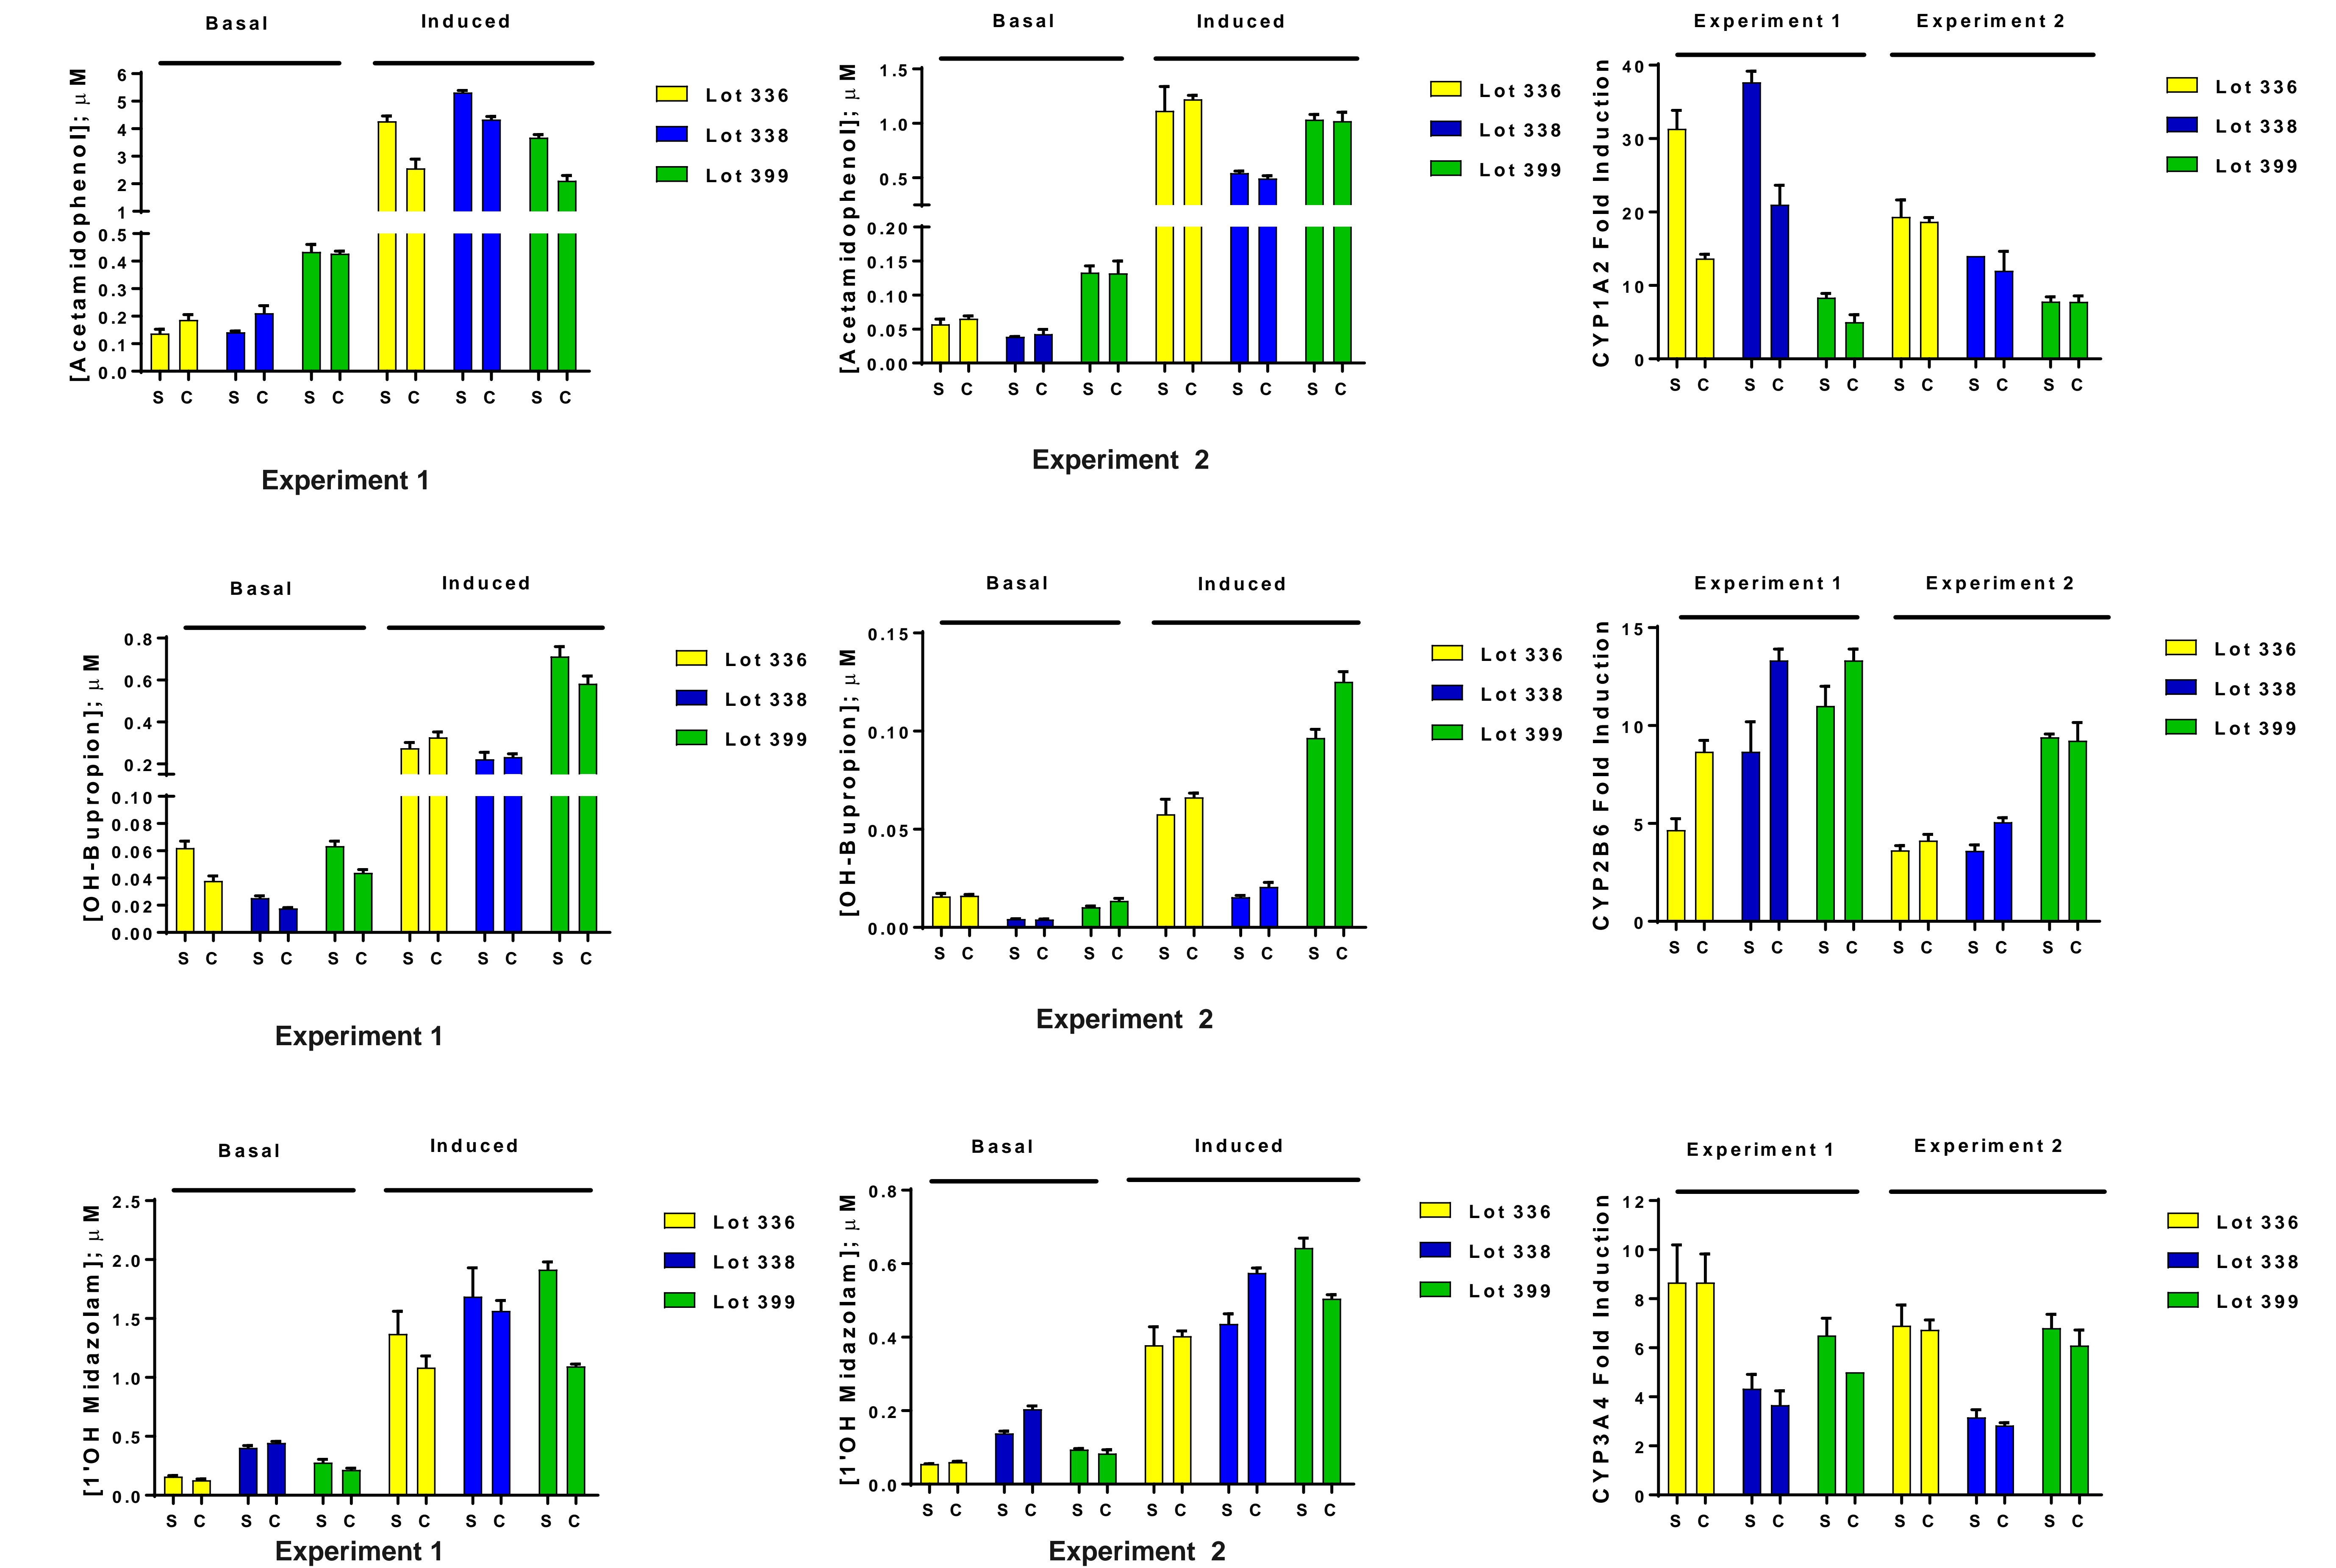 Basal Induced
[Acetamidophenol]; μM
6
5
4
3
2
1
0.5
0.4
0.3
0.2
0.1
0.0
S C S C S C S C S C S C
Lot 336
Lot 338
Lot 399
Experiment 1
Basal Induced
[Acetamidophenol]; μM
1.5
1.0
0.5
0.20
0.15
0.10
0.05
0.00
S C S C S C S C S C S C
Lot 336
Lot 338
Lot 399
Experiment 2
Experiment 1 Experiment 2
CYP1A2 Fold Induction
40
30
20
10
0
S C S C S C S C S C S C
Lot 336
Lot 338
Lot 399
Basal Induced
[OH-Bupropion]; μM
0.8
0.6
0.4
0.2
0.10
0.08
0.06
0.04
0.02
0.00
S C S C S C S C S C S C
Lot 336
Lot 338
Lot 399
Experiment 1
Basal Induced
[OH-Bupropion]; μM
0.15
0.10
0.05
0.00
S C S C S C S C S C S C
Lot 336
Lot 338
Lot 399
Experiment 2
Experiment 1 Experiment 2
CYP2B6 Fold Induction
15
10
5
0
S C S C S C S C S C S C
Lot 336
Lot 338
Lot 399
Basal Induced
[1'OH Midazolam]; μM
2.5
2.0
1.5
1.0
0.5
0.0
S C S C S C S C S C S C
Lot 336
Lot 338
Lot 399
Experiment 1
Basal Induced
[1'OH Midazolam]; μM
0.8
0.6
0.4
0.2
0.0
S C S C S C S C S C S C
Lot 336
Lot 338
Lot 399
Experiment 2
Experiment 1 Experiment 2
CYP3A4 Fold Induction
12
10
8
6
4
2
0
S C S C S C S C S C S C
Lot 336
Lot 338
Lot 399